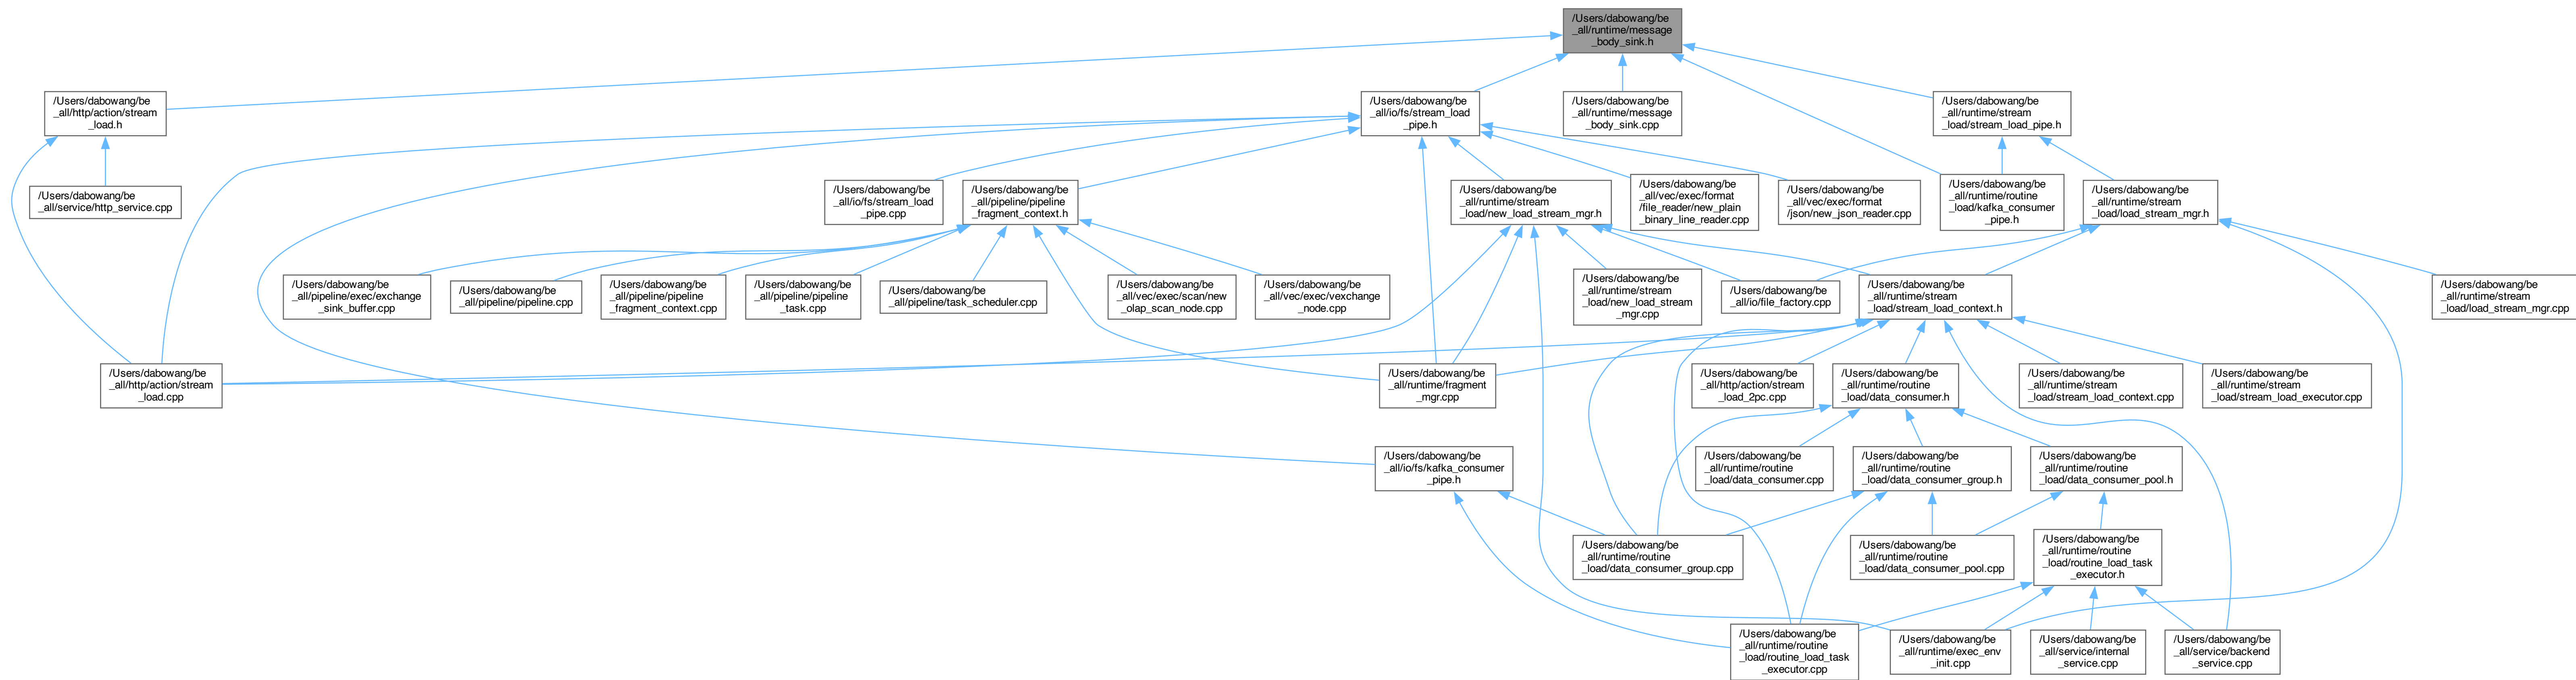 /Users/dabowang/be
_all/runtime/message
_body_sink.h
/Users/dabowang/be
_all/http/action/stream
_load.h
/Users/dabowang/be
_all/io/fs/stream_load
_pipe.h
/Users/dabowang/be
_all/runtime/message
_body_sink.cpp
/Users/dabowang/be
_all/runtime/stream
_load/stream_load_pipe.h
/Users/dabowang/be
_all/service/http_service.cpp
/Users/dabowang/be
_all/io/fs/stream_load
_pipe.cpp
/Users/dabowang/be
_all/pipeline/pipeline
_fragment_context.h
/Users/dabowang/be
_all/runtime/stream
_load/new_load_stream_mgr.h
/Users/dabowang/be
_all/vec/exec/format
/file_reader/new_plain
_binary_line_reader.cpp
/Users/dabowang/be
_all/vec/exec/format
/json/new_json_reader.cpp
/Users/dabowang/be
_all/runtime/routine
_load/kafka_consumer
_pipe.h
/Users/dabowang/be
_all/runtime/stream
_load/load_stream_mgr.h
/Users/dabowang/be
_all/pipeline/exec/exchange
_sink_buffer.cpp
/Users/dabowang/be
_all/pipeline/pipeline.cpp
/Users/dabowang/be
_all/pipeline/pipeline
_fragment_context.cpp
/Users/dabowang/be
_all/pipeline/pipeline
_task.cpp
/Users/dabowang/be
_all/pipeline/task_scheduler.cpp
/Users/dabowang/be
_all/vec/exec/scan/new
_olap_scan_node.cpp
/Users/dabowang/be
_all/vec/exec/vexchange
_node.cpp
/Users/dabowang/be
_all/runtime/stream
_load/new_load_stream
_mgr.cpp
/Users/dabowang/be
_all/io/file_factory.cpp
/Users/dabowang/be
_all/runtime/stream
_load/stream_load_context.h
/Users/dabowang/be
_all/runtime/stream
_load/load_stream_mgr.cpp
/Users/dabowang/be
_all/http/action/stream
_load.cpp
/Users/dabowang/be
_all/runtime/fragment
_mgr.cpp
/Users/dabowang/be
_all/http/action/stream
_load_2pc.cpp
/Users/dabowang/be
_all/runtime/routine
_load/data_consumer.h
/Users/dabowang/be
_all/runtime/stream
_load/stream_load_context.cpp
/Users/dabowang/be
_all/runtime/stream
_load/stream_load_executor.cpp
/Users/dabowang/be
_all/io/fs/kafka_consumer
_pipe.h
/Users/dabowang/be
_all/runtime/routine
_load/data_consumer.cpp
/Users/dabowang/be
_all/runtime/routine
_load/data_consumer_group.h
/Users/dabowang/be
_all/runtime/routine
_load/data_consumer_pool.h
/Users/dabowang/be
_all/runtime/routine
_load/data_consumer_group.cpp
/Users/dabowang/be
_all/runtime/routine
_load/data_consumer_pool.cpp
/Users/dabowang/be
_all/runtime/routine
_load/routine_load_task
_executor.h
/Users/dabowang/be
_all/runtime/routine
_load/routine_load_task
_executor.cpp
/Users/dabowang/be
_all/runtime/exec_env
_init.cpp
/Users/dabowang/be
_all/service/internal
_service.cpp
/Users/dabowang/be
_all/service/backend
_service.cpp